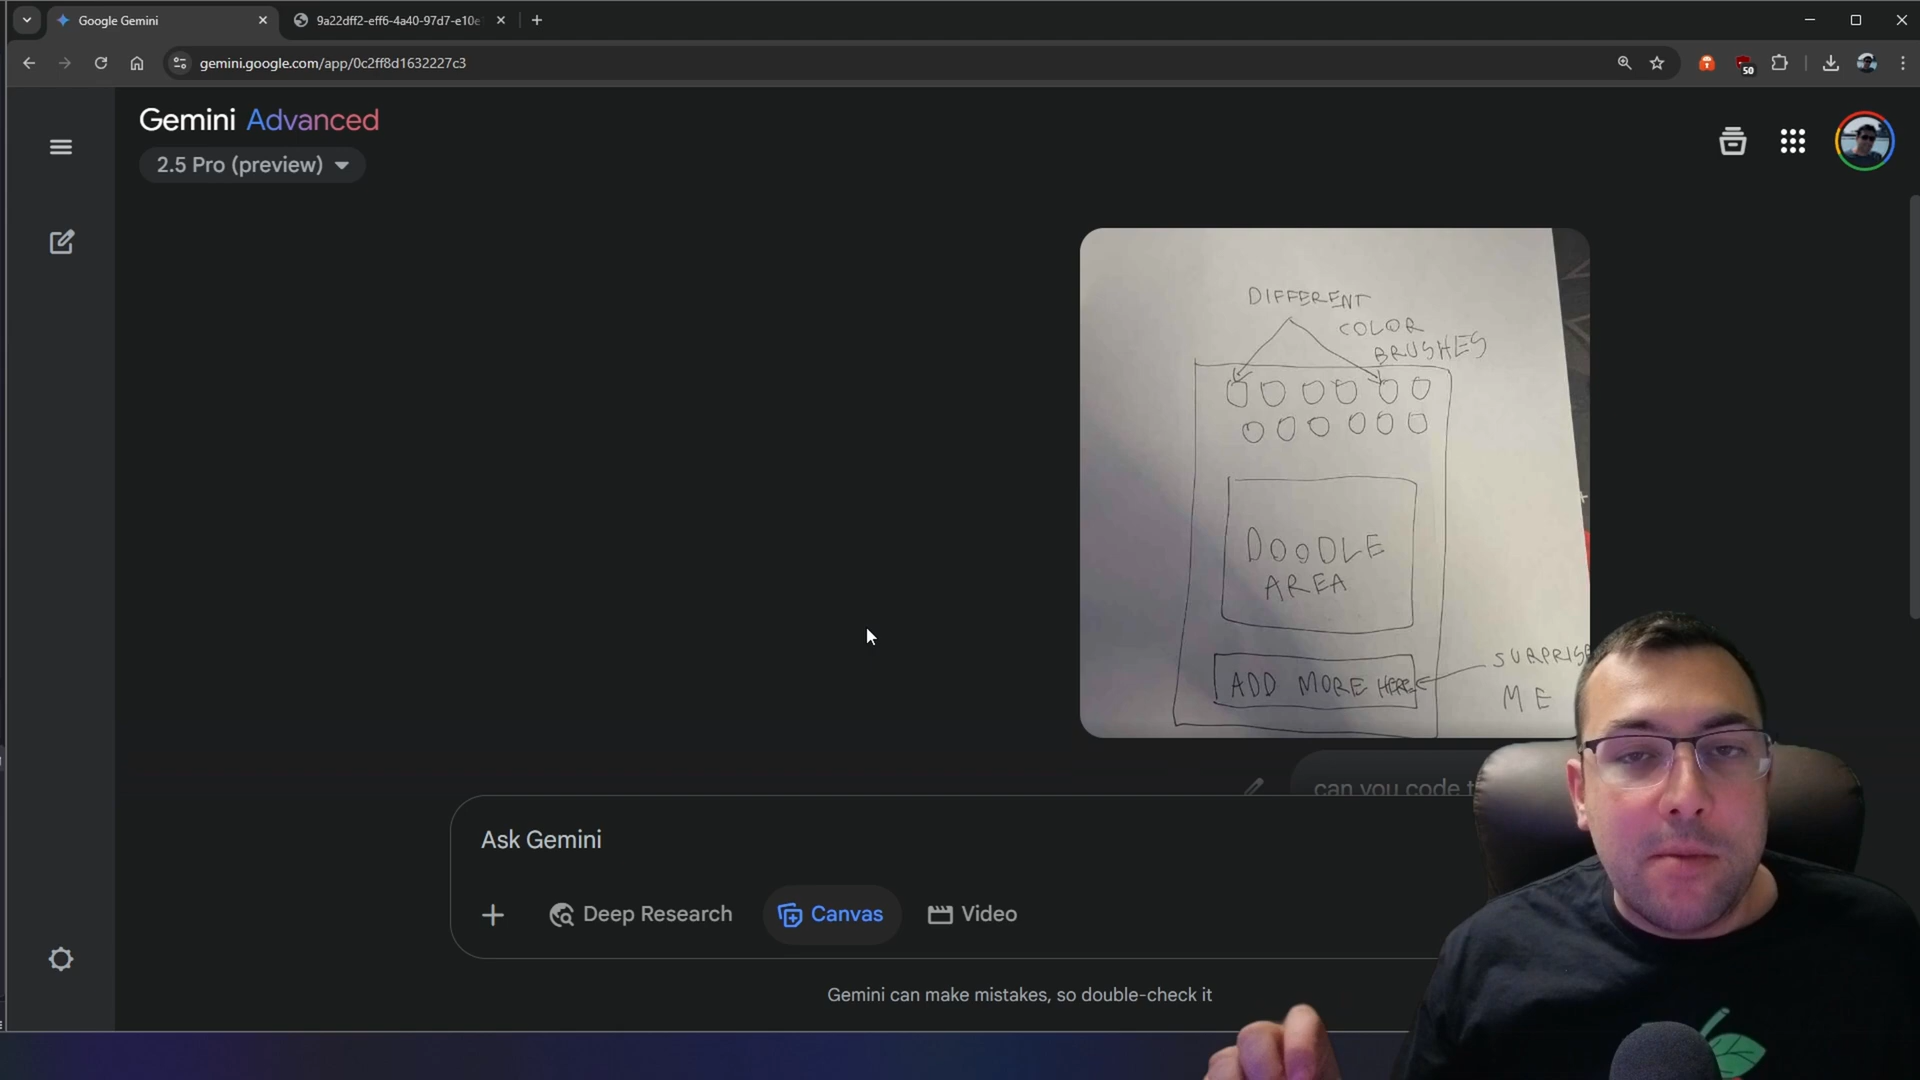 Google Gemini
9a22dff2-eff6-4a40-97d7-e10e
gemini.google.com/app/0c2ff8d1632227c3
50
Gemini Advanced
2.5 Pro (preview)
DIFFERENT
COLOR
BRUSHES
DOODLE
AREA
ADD MORE HERE
SURPRISE
ME
can you code t
Ask Gemini
Deep Research
Canvas
Video
Gemini can make mistakes, so double-check it